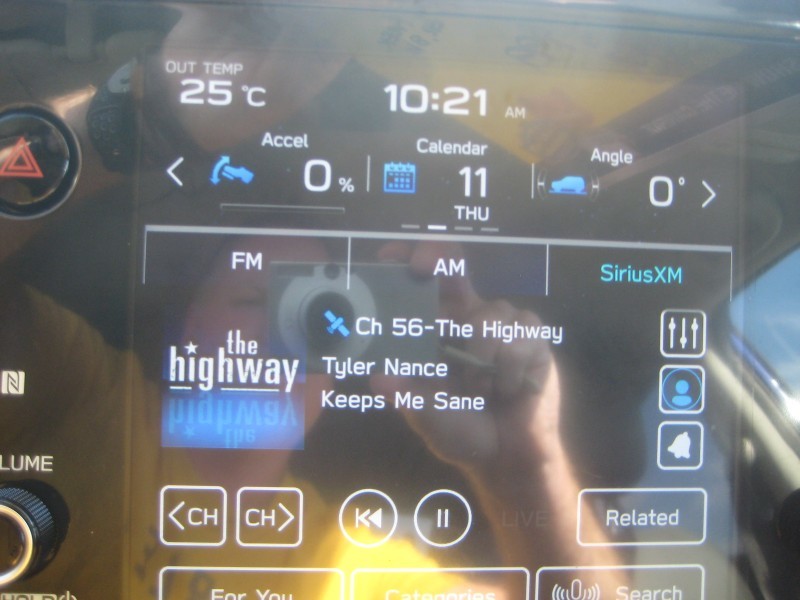 OUT TEMP
25 °C
10:21 AM
Accel
0 %
Calendar
11
THU
Angle
0°
FM
AM
SiriusXM
the
highway
Ch 56-The Highway
Tyler Nance
Keeps Me Sane
N
LUME
CH
CH
LIVE
Related
For You
Categories
Search